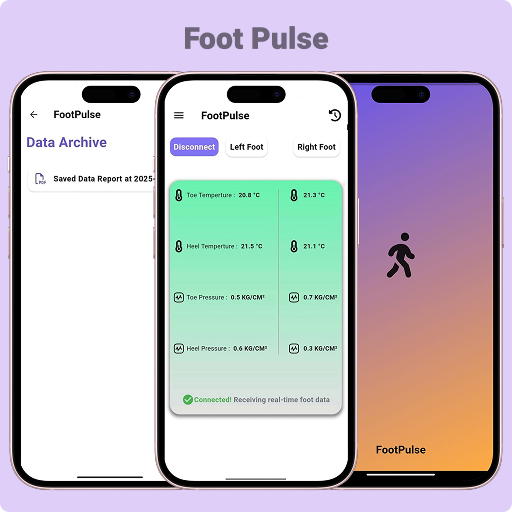 Foot Pulse
FootPulse
Data Archive
PDF
Saved Data Report at 2025-
FootPulse
Disconnect
Left Foot
Right Foot
Toe Temperture : 20.8 °C
21.3 °C
Heel Temperture : 21.5 °C
21.1 °C
Toe Pressure : 0.5 KG/CM²
0.7 KG/CM²
Heel Pressure : 0.6 KG/CM²
0.3 KG/CM²
Connected! Receiving real-time foot data
FootPulse